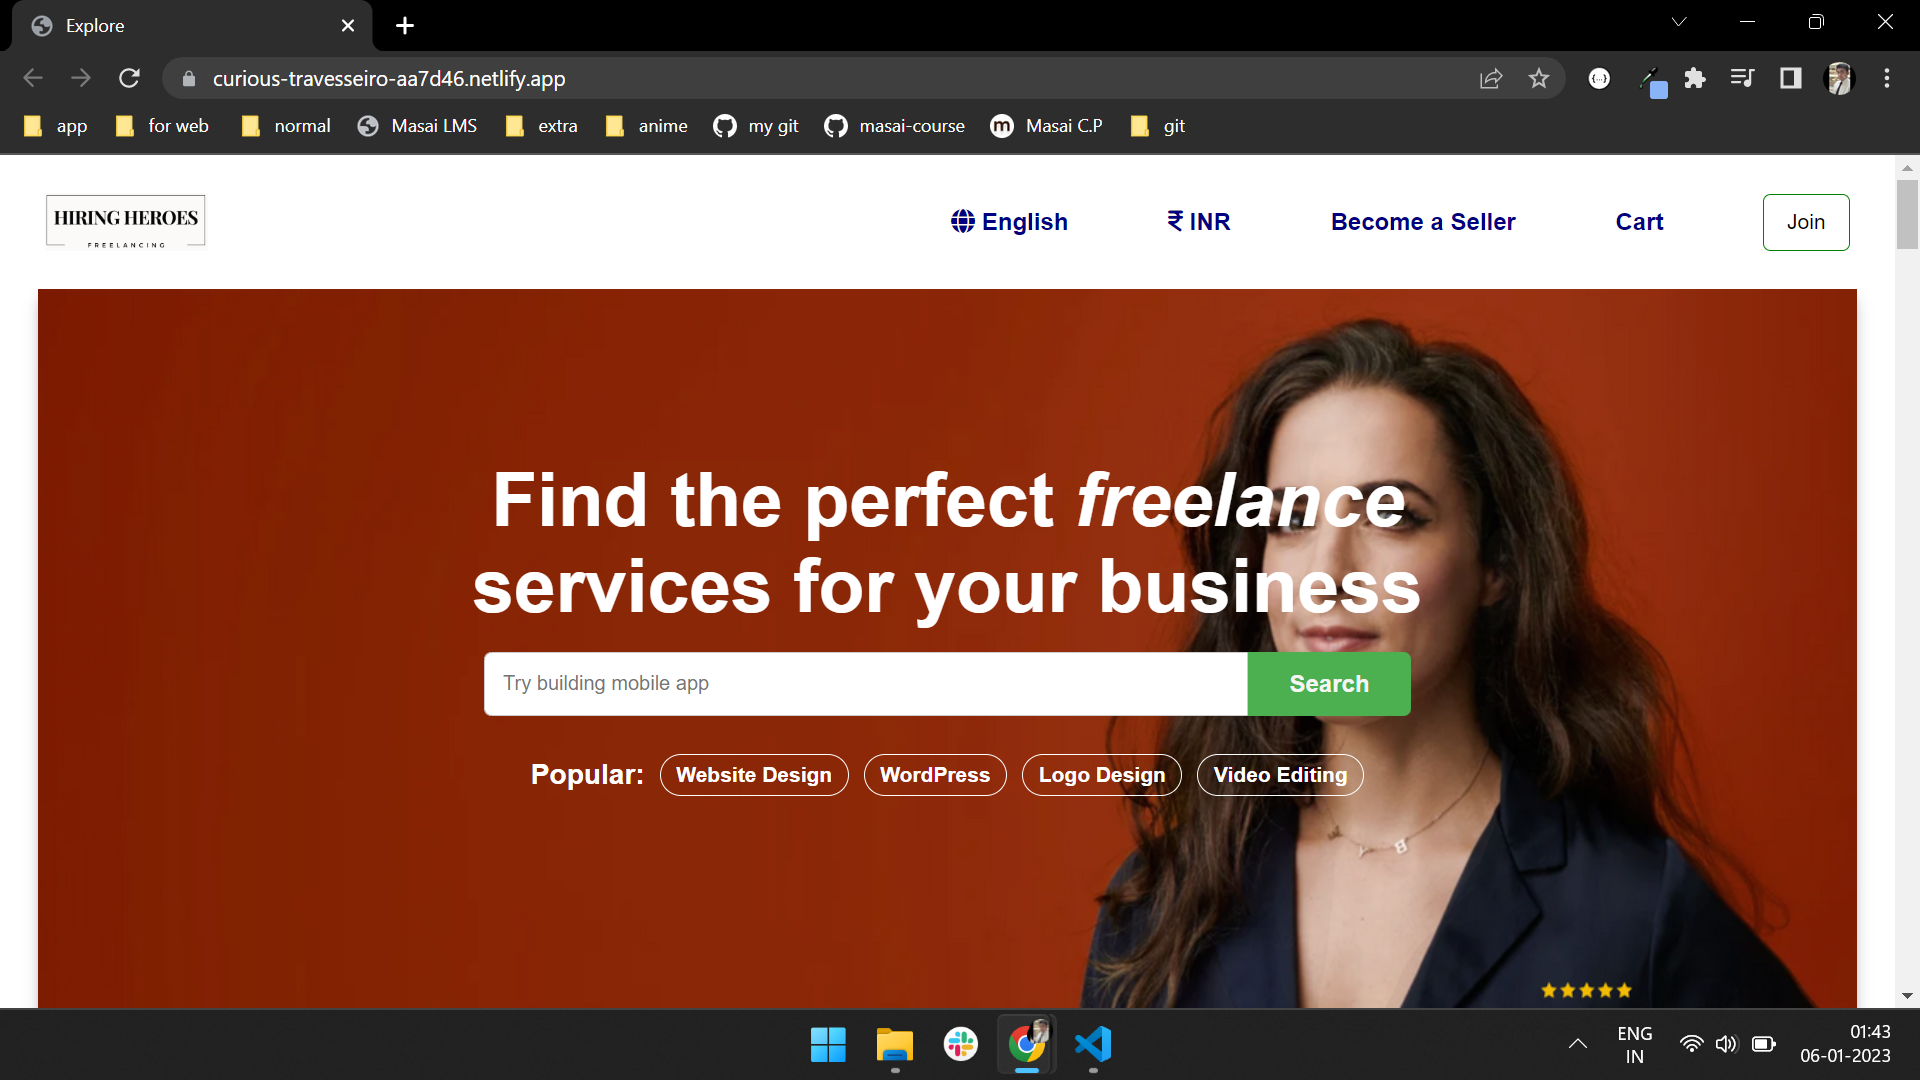 Explore
curious-travesseiro-aa7d46.netlify.app
app for web normal Masai LMS extra anime my git masai-course m Masai C.P git
HIRING HEROES
FREELANCING
English ₹ INR Become a Seller Cart Join
Find the perfect freelance
services for your business
Try building mobile app Search
Popular: Website Design WordPress Logo Design Video Editing
ENG 01:43
IN 06-01-2023